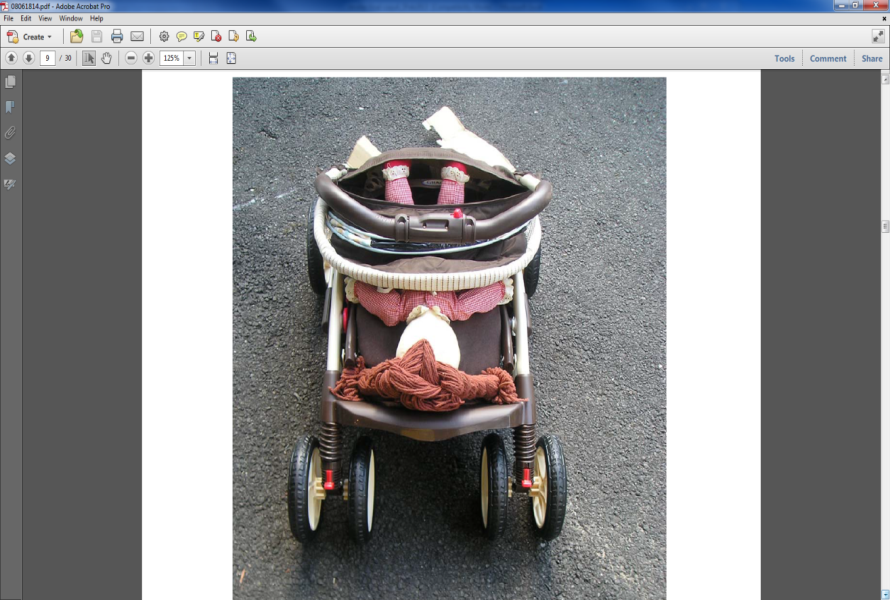 08061814.pdf - Adobe Acrobat Pro
File Edit View Window Help
Create
9 / 30 125% Tools Comment Share